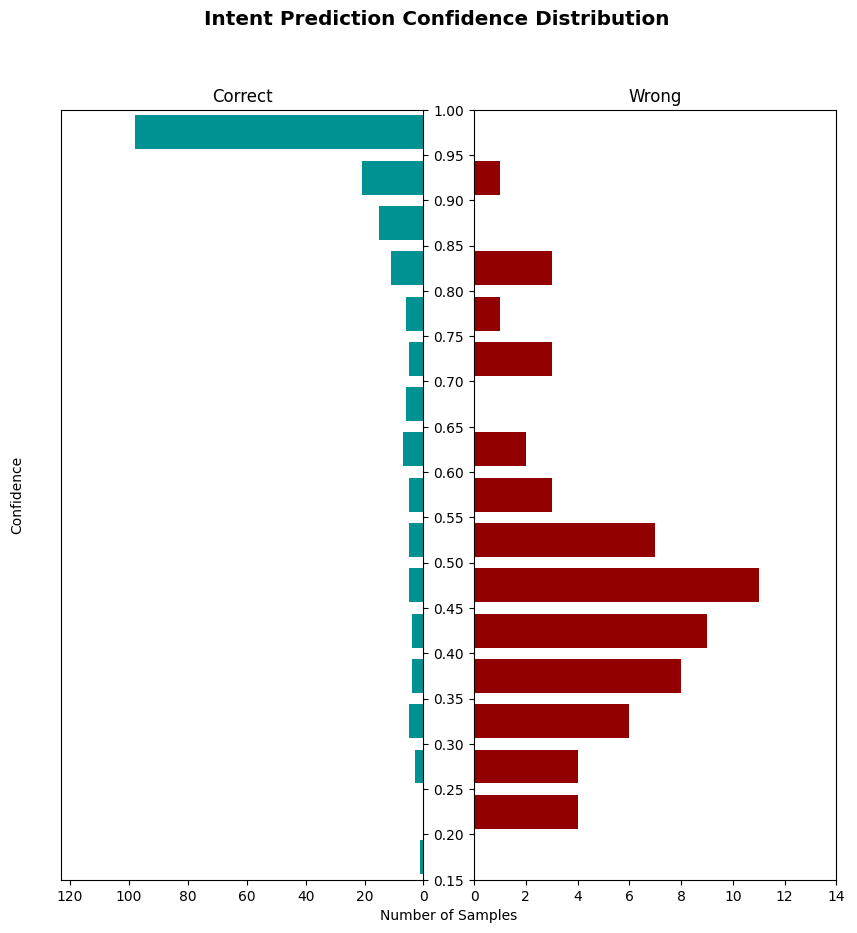 Intent Prediction Confidence Distribution
Correct
Wrong
1.00
0.95
0.90
0.85
0.80
0.75
0.70
0.65
0.60
0.55
0.50
0.45
0.40
0.35
0.30
0.25
0.20
0.15
Confidence
120 100 80 60 40 20 0
0 2 4 6 8 10 12 14
Number of Samples